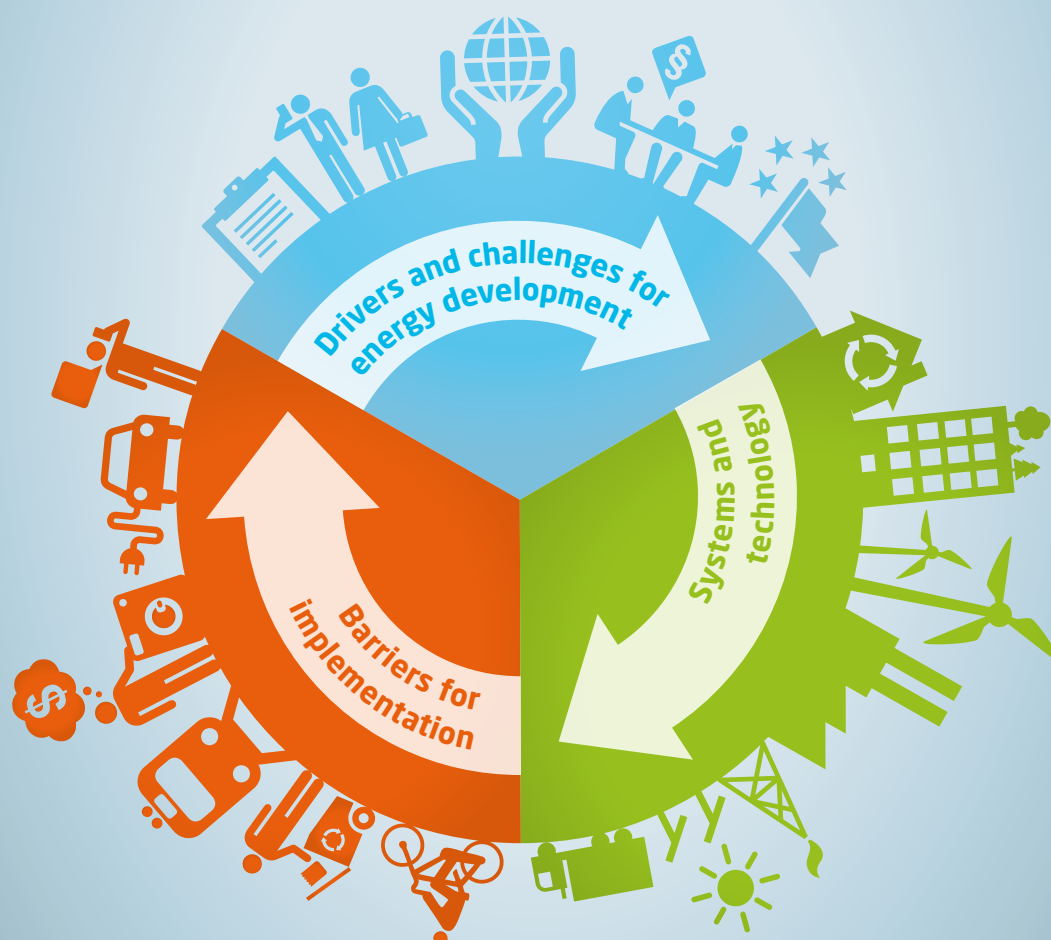 §
Drivers and challenges for
energy development
Systems and
technology
Barriers for
implementation
$